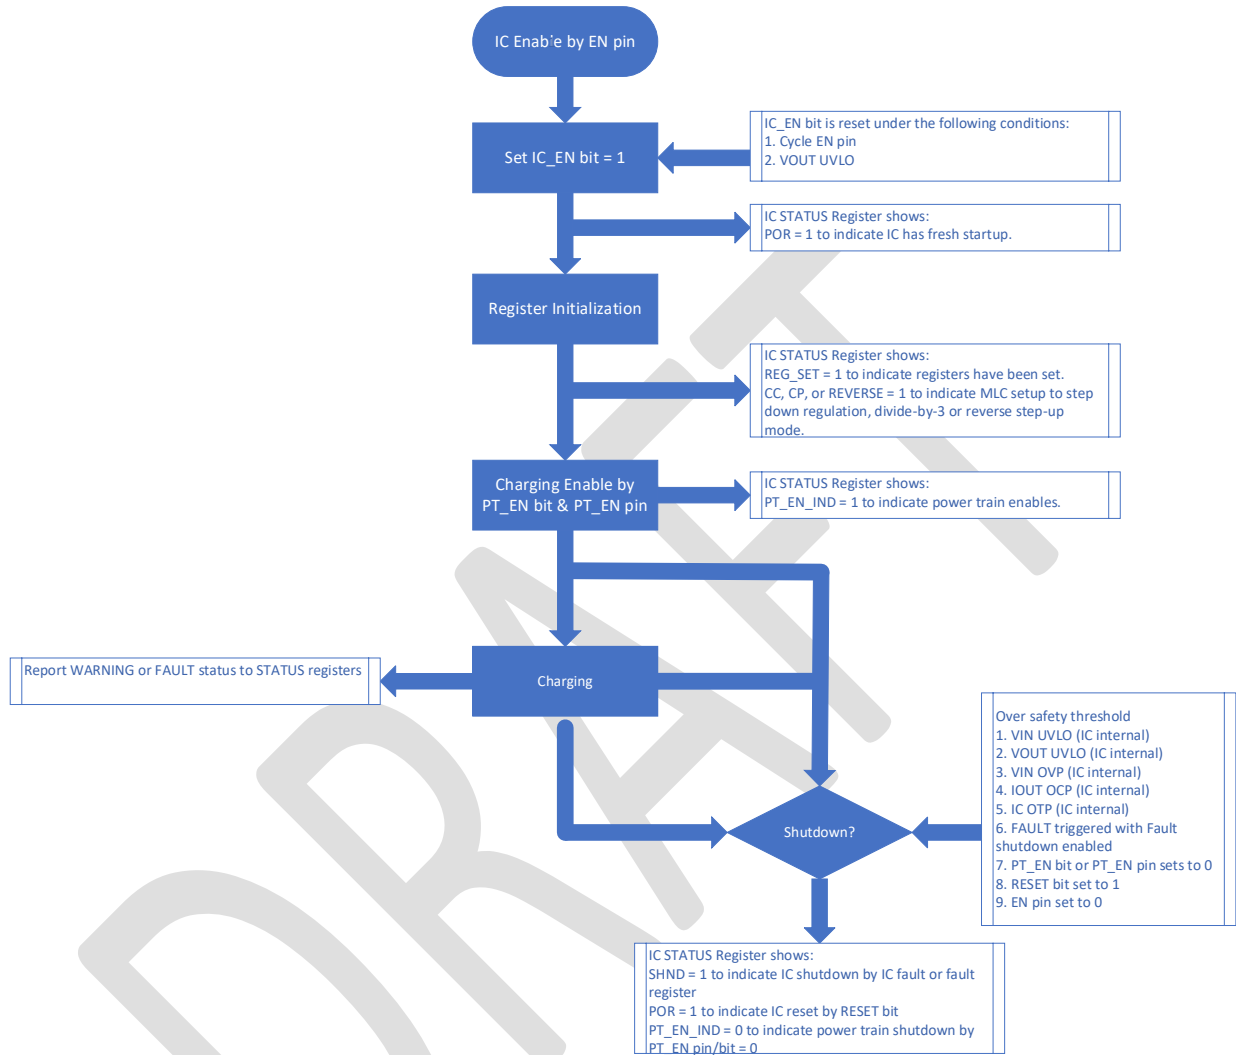 IC Enable by EN pin
Set IC_EN bit = 1
IC_EN bit is reset under the following conditions:
1. Cycle EN pin
2. VOUT UVLO
IC STATUS Register shows:
POR = 1 to indicate IC has fresh startup.
Register Initialization
IC STATUS Register shows:
REG_SET = 1 to indicate registers have been set.
CC, CP, or REVERSE = 1 to indicate MLC setup to step
down regulation, divide-by-3 or reverse step-up
mode.
Charging Enable by
PT_EN bit & PT_EN pin
IC STATUS Register shows:
PT_EN_IND = 1 to indicate power train enables.
Report WARNING or FAULT status to STATUS registers
Charging
Over safety threshold
1. VIN UVLO (IC internal)
2. VOUT UVLO (IC internal)
3. VIN OVP (IC internal)
4. IOUT OCP (IC internal)
5. IC OTP (IC internal)
6. FAULT triggered with Fault
shutdown enabled
7. PT_EN bit or PT_EN pin sets to 0
8. RESET bit set to 1
9. EN pin set to 0
Shutdown?
IC STATUS Register shows:
SHND = 1 to indicate IC shutdown by IC fault or fault
register
POR = 1 to indicate IC reset by RESET bit
PT_EN_IND = 0 to indicate power train shutdown by
PT_EN pin/bit = 0
DRAFT